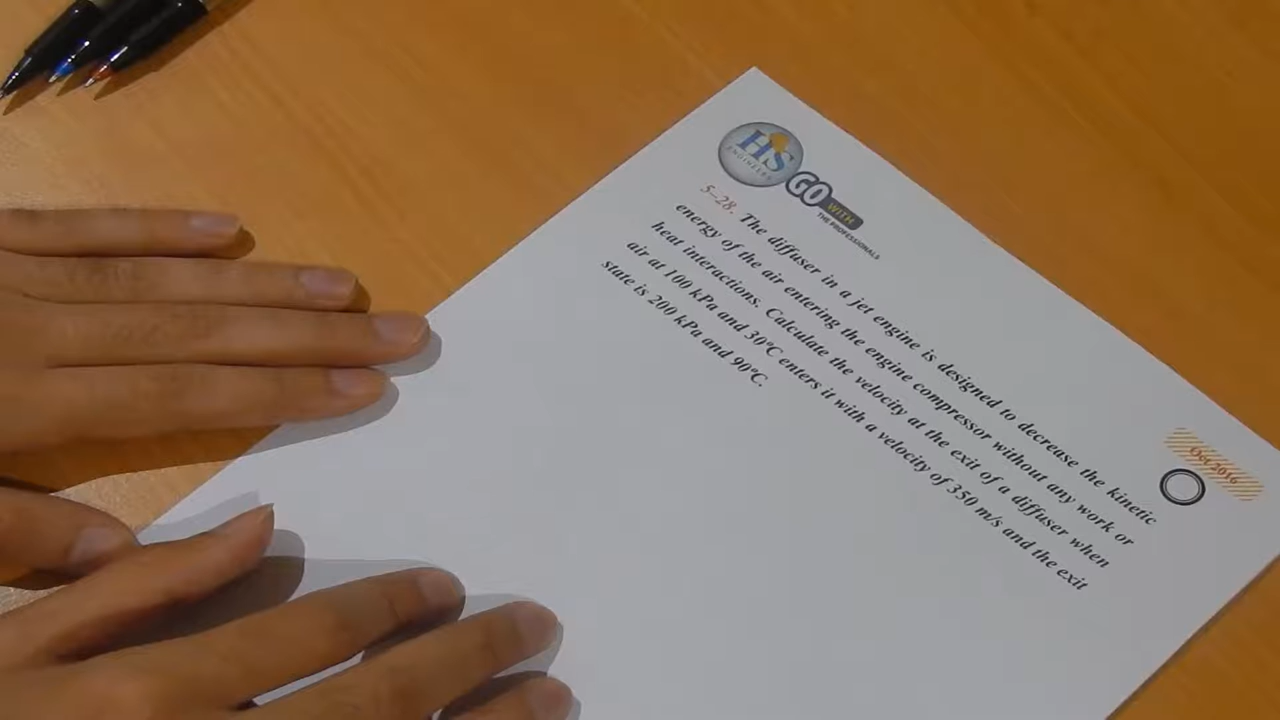 HS
ENGINEERS
GO WITH
THE PROFESSIONALS
5–28. The diffuser in a jet engine is designed to decrease the kinetic
energy of the air entering the engine compressor without any work or
heat interactions. Calculate the velocity at the exit of a diffuser when
air at 100 kPa and 30°C enters it with a velocity of 350 m/s and the exit
state is 200 kPa and 90°C.
Oct 2016